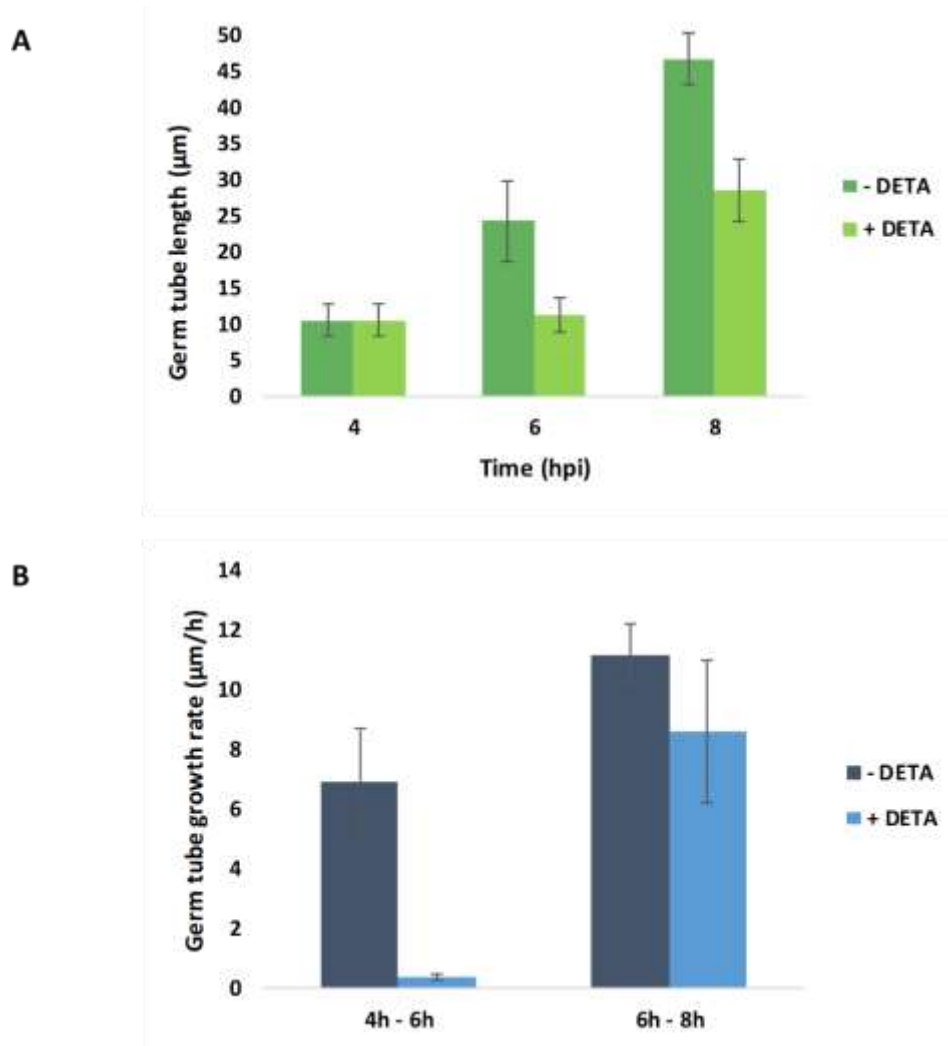 A
Germ tube length (µm)
50
45
40
35
30
25
20
15
10
5
0
4
6
8
Time (hpi)
- DETA
+ DETA
B
Germ tube growth rate (µm/h)
14
12
10
8
6
4
2
0
4h - 6h
6h - 8h
- DETA
+ DETA